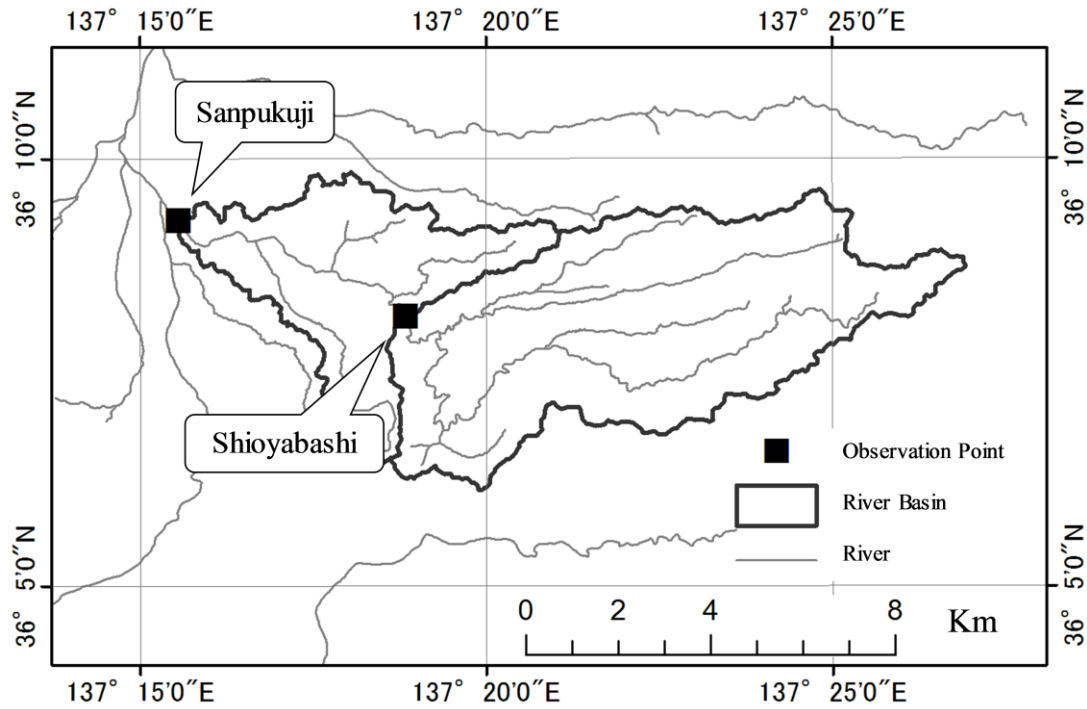 137° 15'0"E 137° 20'0"E 137° 25'0"E
36° 10'0"N
36° 10'0"N
Sanpukuji
Shioyabashi
Observation Point
River Basin
River
36° 5'0"N
36° 5'0"N
0 2 4 8
Km
137° 15'0"E 137° 20'0"E 137° 25'0"E